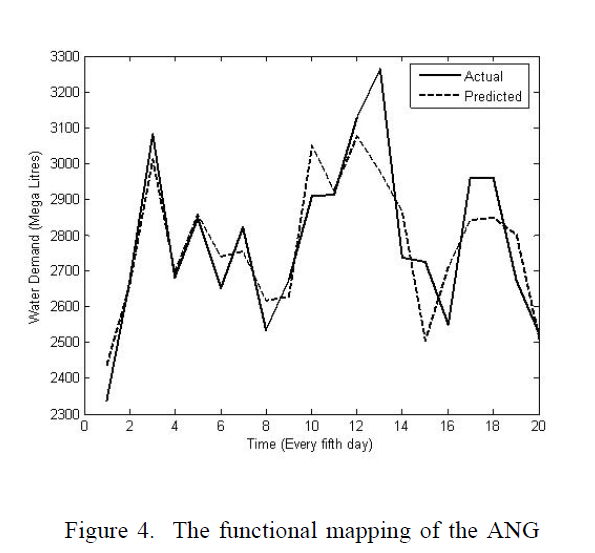 3300
3200
3100
3000
2900
2800
2700
2600
2500
2400
2300
Water Demand (Mega Litres)
Actual
Predicted
0 2 4 6 8 10 12 14 16 18 20
Time (Every fifth day)
Figure 4. The functional mapping of the ANG